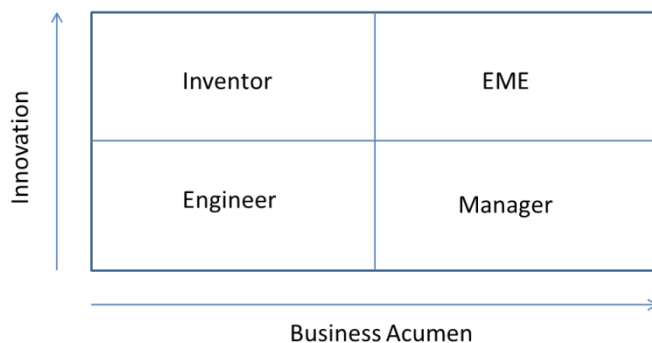 Innovation
Inventor
EME
Engineer
Manager
Business Acumen